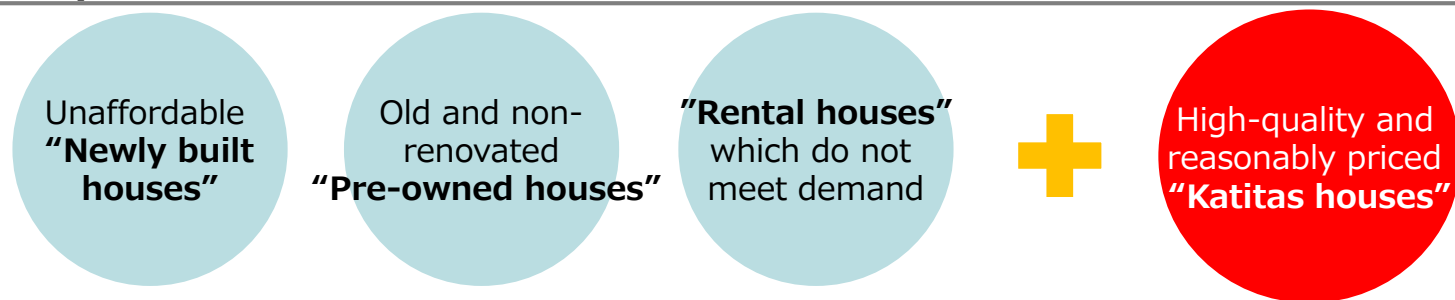 Unaffordable
“Newly built
houses”
Old and non-
renovated
“Pre-owned houses”
”Rental houses”
which do not
meet demand
High-quality and
reasonably priced
“Katitas houses”